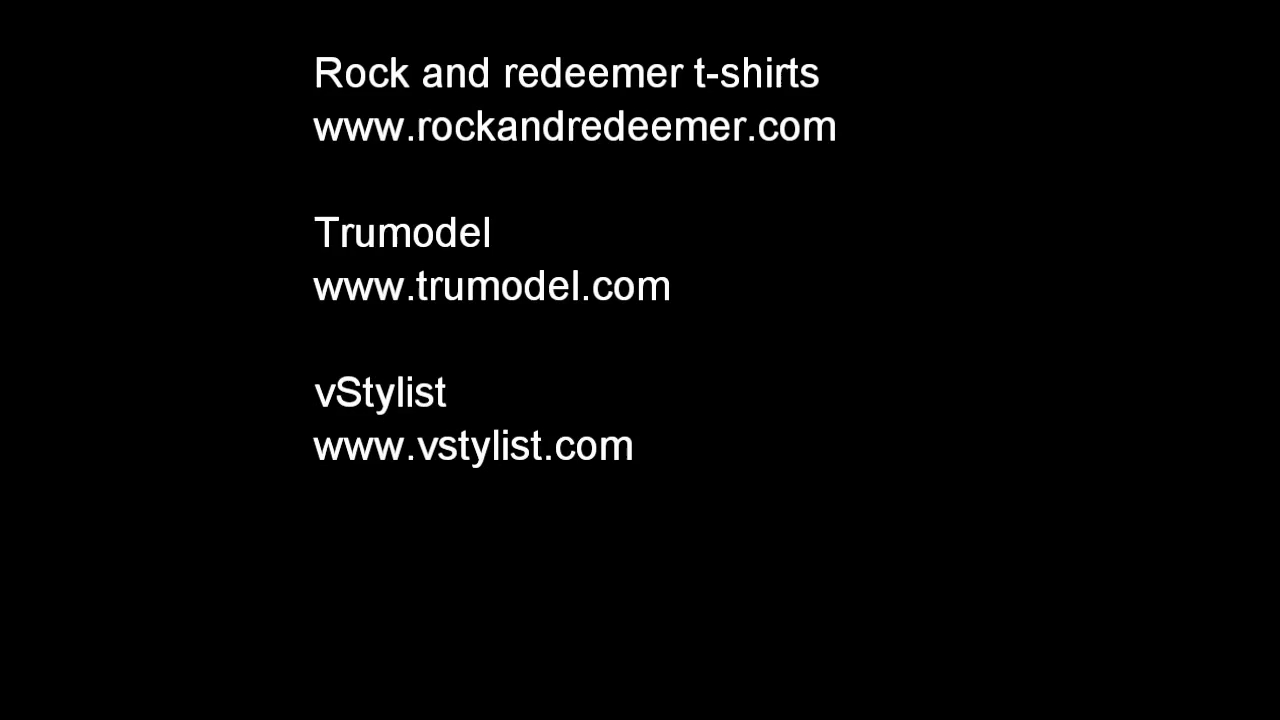 Rock and redeemer t-shirts
www.rockandredeemer.com
Trumodel
www.trumodel.com
vStylist
www.vstylist.com